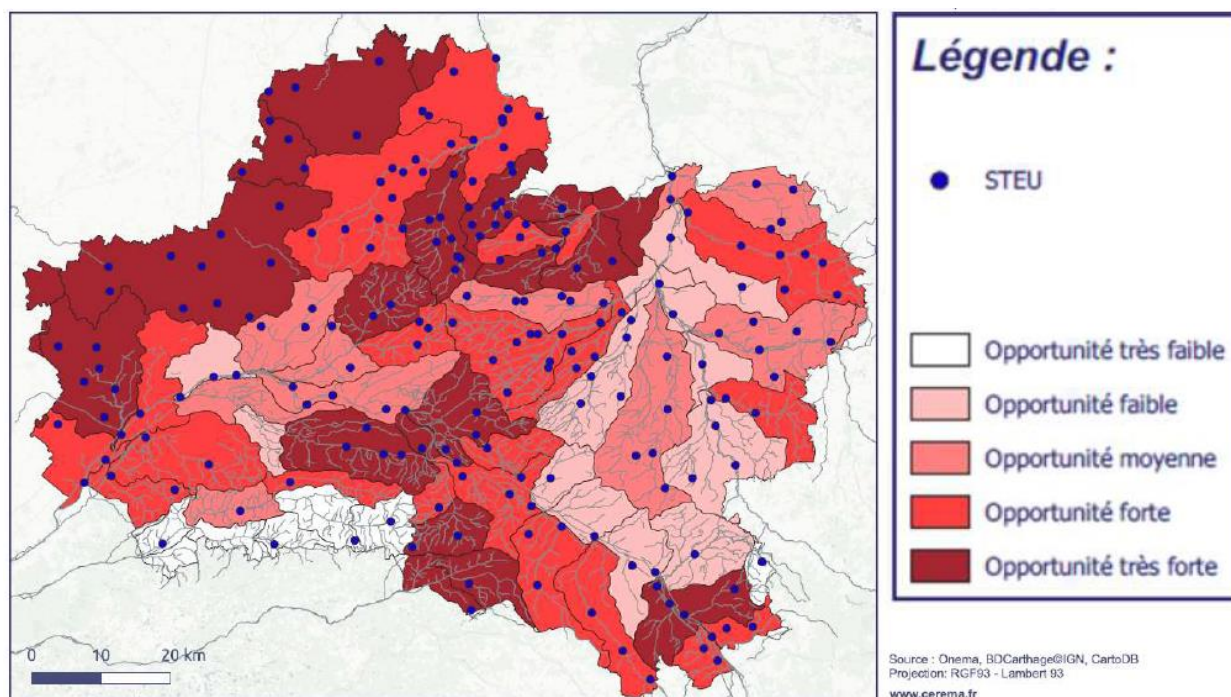 Légende :
STEU
Opportunité très faible
Opportunité faible
Opportunité moyenne
Opportunité forte
Opportunité très forte
0 10 20 km
Source : Onema, BDCarthage©IGN, CartoDB
Projection: RGF93 - Lambert 93
www.cerema.fr